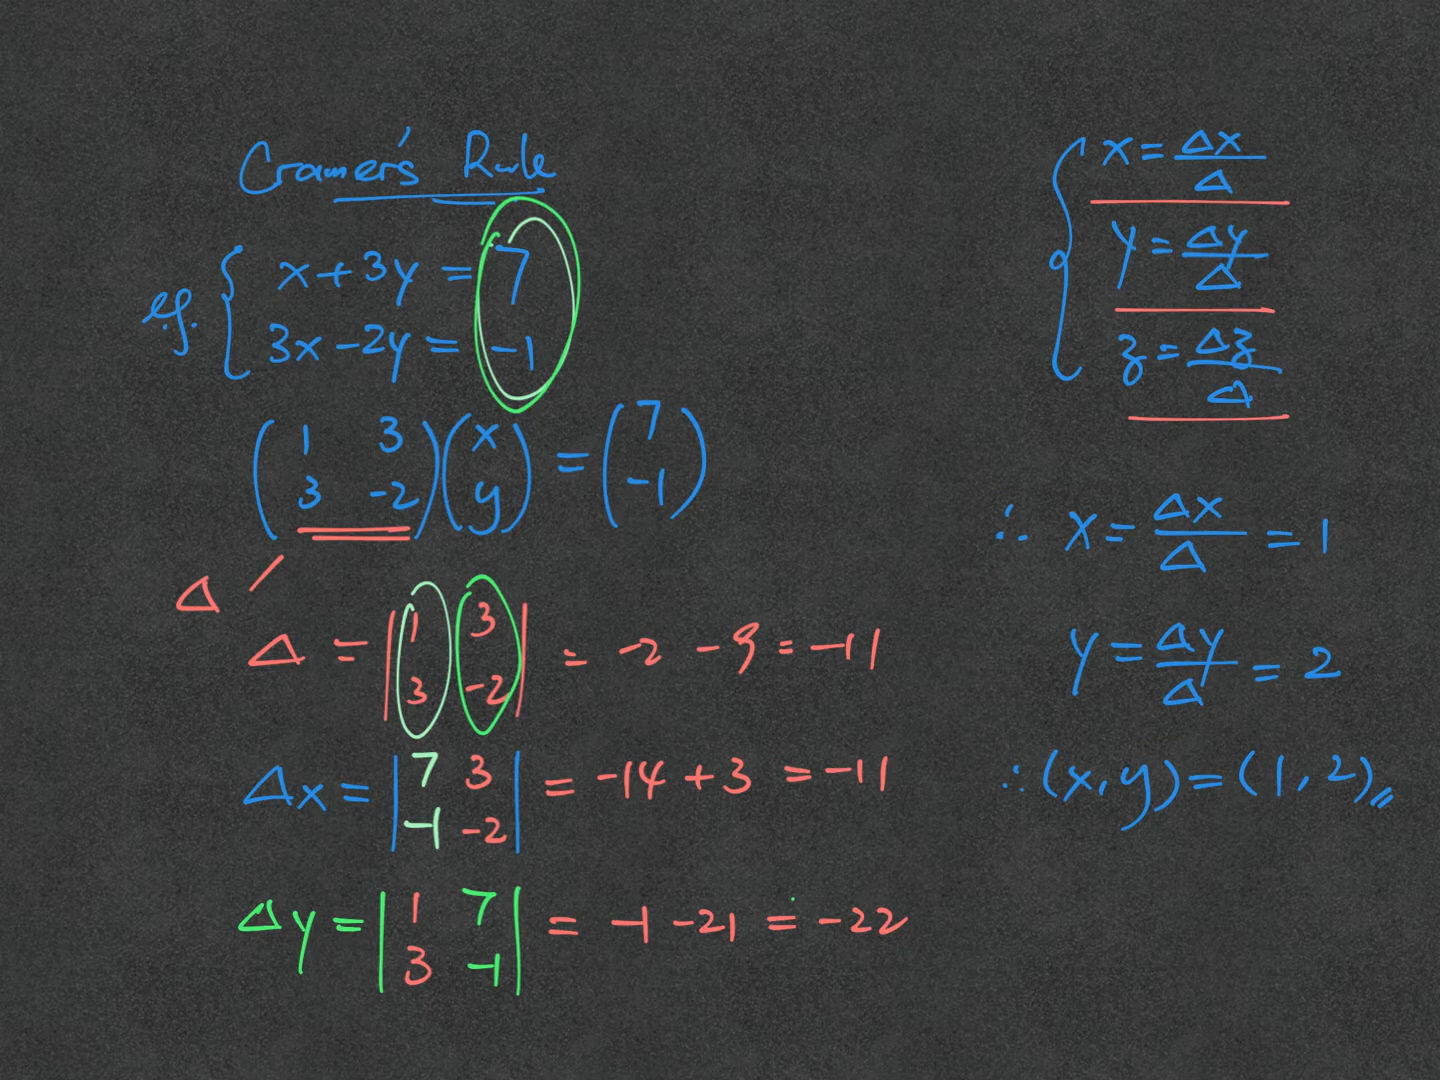 Cramer's Rule
e.g. { x + 3y = 7
3x - 2y = -1
( 1 3 ) ( x ) = ( 7 )
( 3 -2 ) ( y ) ( -1 )
Δ
Δ = | 1 3 | = -2 - 9 = -11
| 3 -2 |
Δx = | 7 3 | = -14 + 3 = -11
| -1 -2 |
Δy = | 1 7 | = -1 - 21 = -22
| 3 -1 |
{ x = Δx / Δ
y = Δy / Δ
z = Δz / Δ
∴ x = Δx / Δ = 1
y = Δy / Δ = 2
∴ (x, y) = (1, 2)